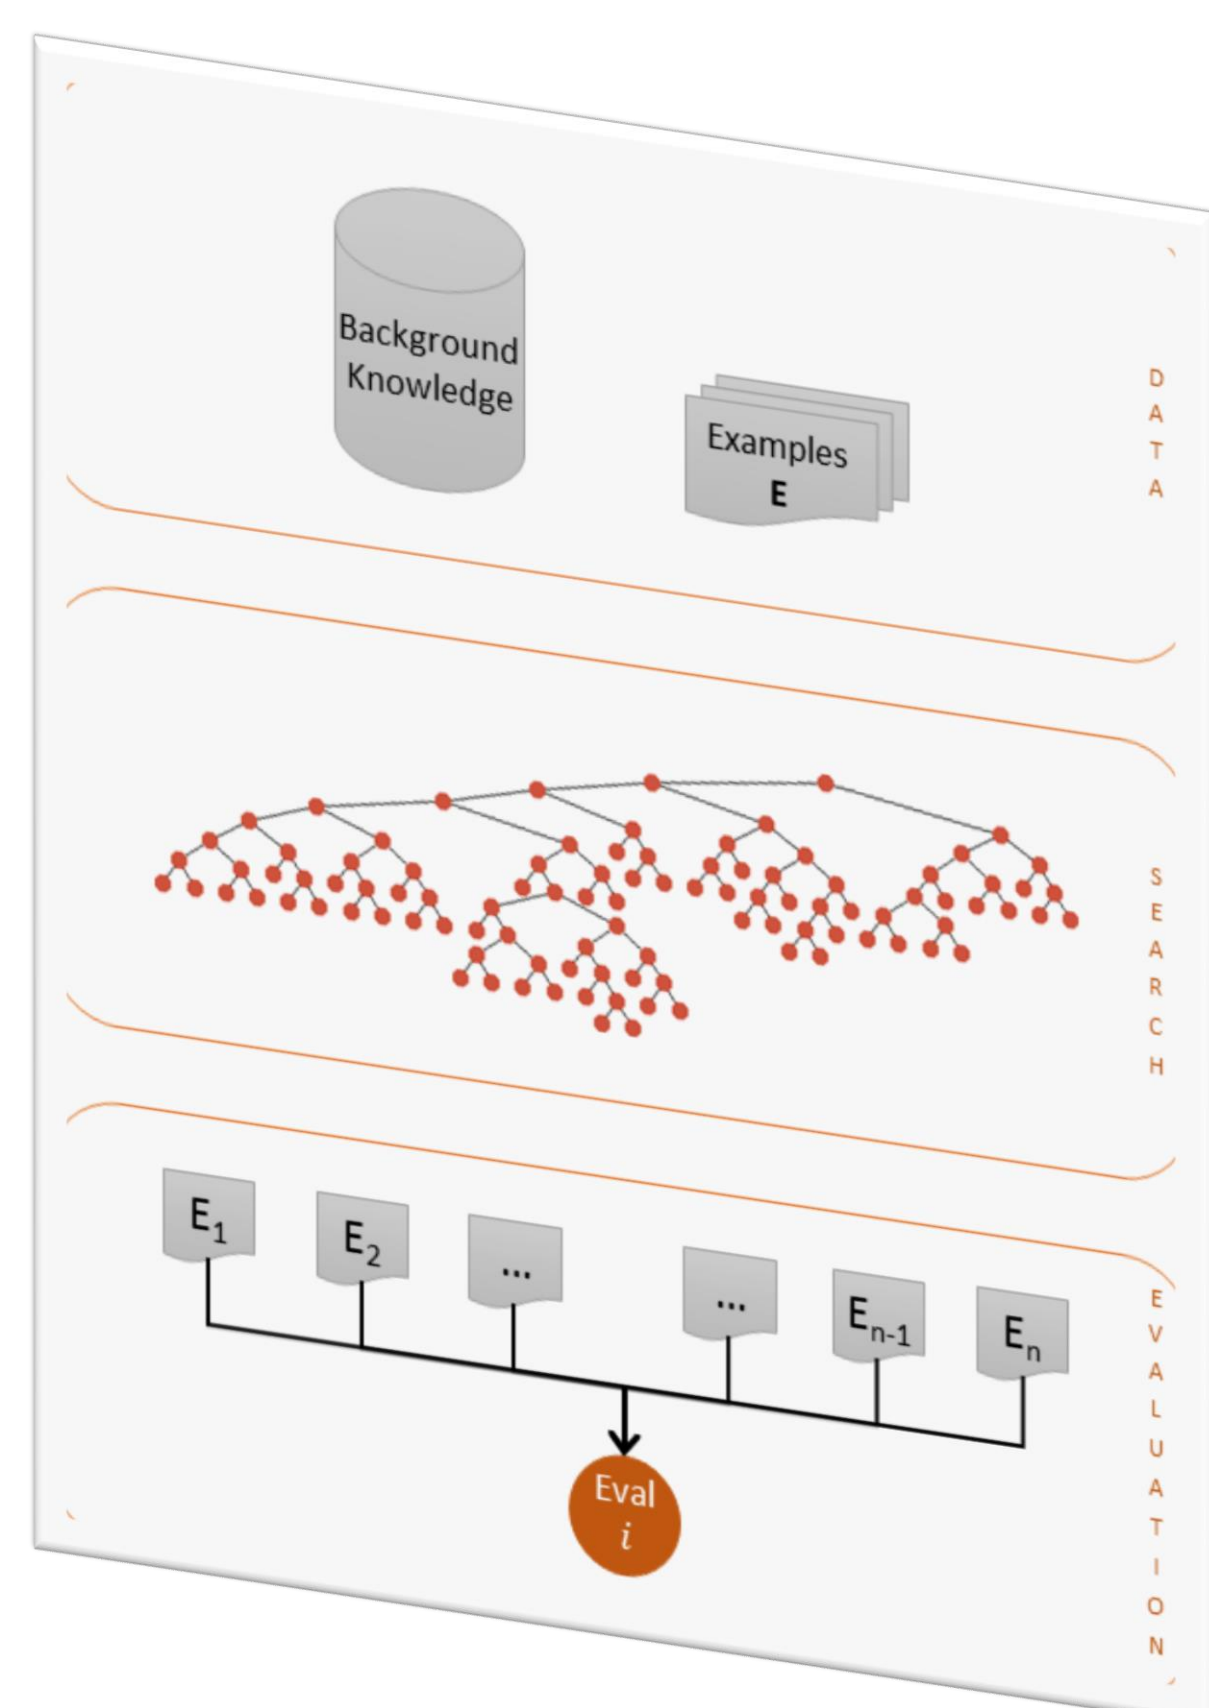 Background
Knowledge
Examples
E
DATA
SEARCH
E1
E2
...
...
En-1
En
Eval
i
EVALUATION